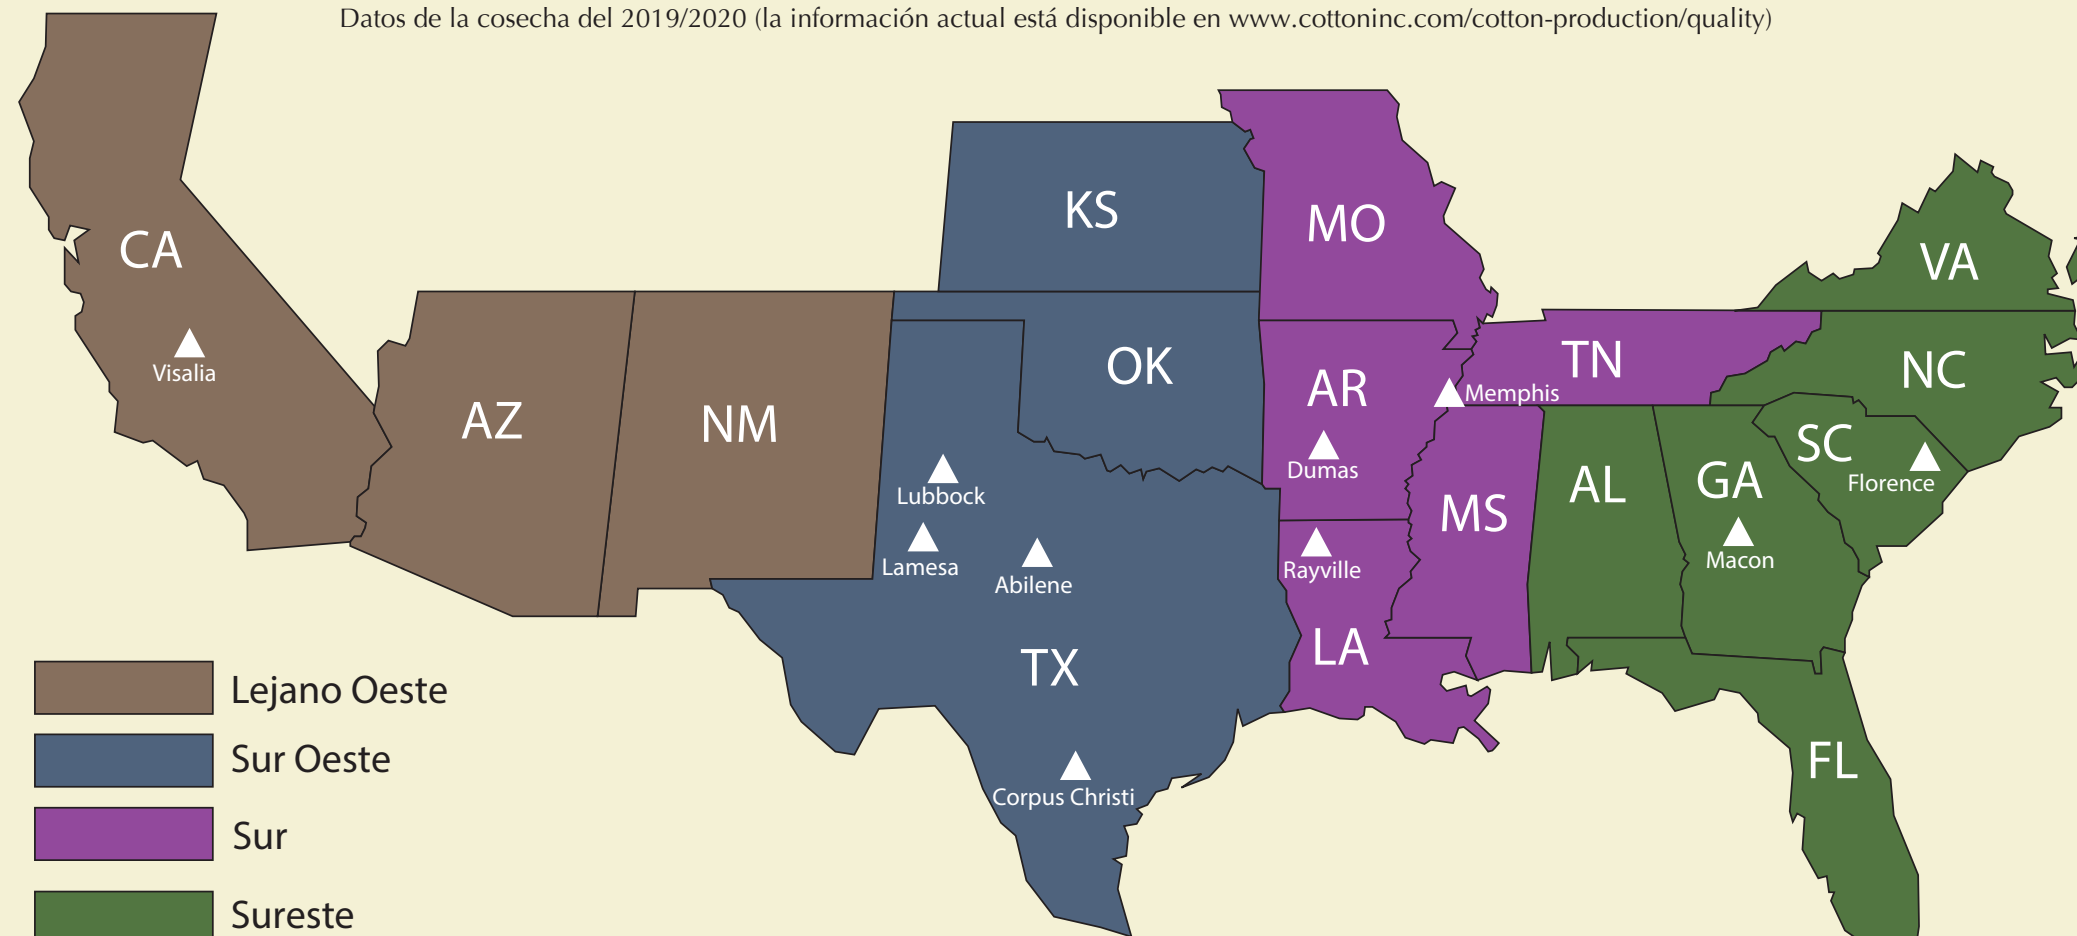 Datos de la cosecha del 2019/2020 (la información actual está disponible en www.cottoninc.com/cotton-production/quality)
CA
Visalia
AZ
NM
KS
OK
Lubbock
Lamesa
Abilene
TX
Corpus Christi
MO
AR
Dumas
TN
Memphis
MS
Rayville
LA
VA
NC
SC
Florence
AL
GA
Macon
FL
Lejano Oeste
Sur Oeste
Sur
Sureste